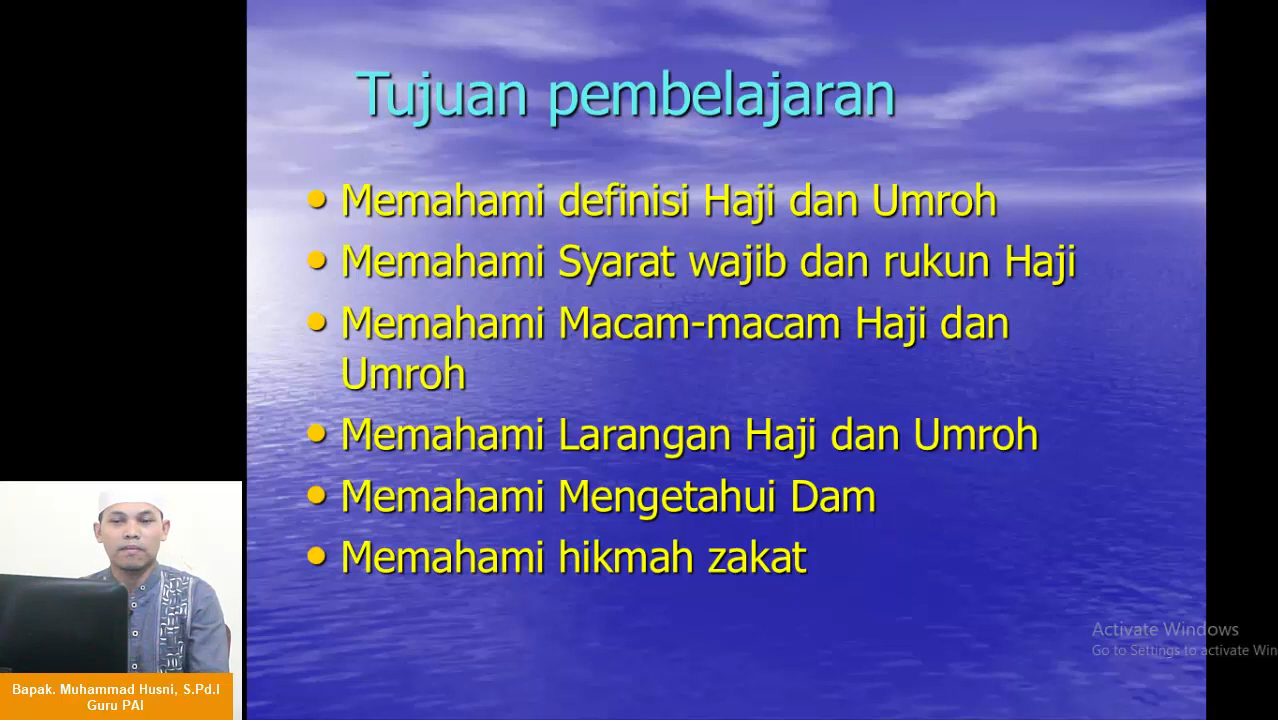 Tujuan pembelajaran
• Memahami definisi Haji dan Umroh
• Memahami Syarat wajib dan rukun Haji
• Memahami Macam-macam Haji dan
Umroh
• Memahami Larangan Haji dan Umroh
• Memahami Mengetahui Dam
• Memahami hikmah zakat
Activate Windows
Go to Settings to activate Win
Bapak. Muhammad Husni, S.Pd.I
Guru PAI